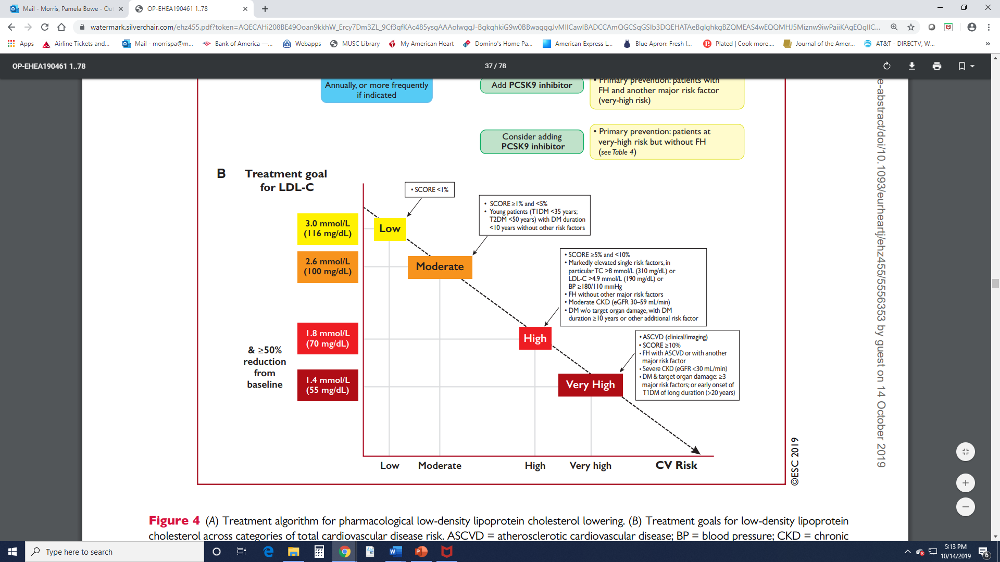 Mail - Morris, Pamela Bowe - Ou
OP-EHEA190461 1..78
watermark.silverchair.com/ehz455.pdf?token=AQECAHi208BE49Ooan9kkhW_Ercy7Dm3ZL_9Cf3qfKAc485ysgAAAolwggJ-BgkqhkiG9w0BBwagggJvMIICawIBADCCAmQGCSqGSIb3DQEHATAeBglghkgBZQMEAS4wEQQMHJ5Miznw9iwPaiiKAgEQgIIC...
Apps
Airline Tickets and...
Mail - morrispa@m...
Bank of America —...
Webapps
MUSC Library
My American Heart
Domino's Home Pa...
American Express L...
Blue Apron: Fresh I...
Plated | Cook more....
Journal of the Amer...
AT&T - DIRECTV, W...
»
OP-EHEA190461 1..78
37 / 78
Annually, or more frequently
if indicated
Add PCSK9 inhibitor
• Primary prevention: patients with
FH and another major risk factor
(very-high risk)
Consider adding
PCSK9 inhibitor
• Primary prevention: patients at
very-high risk but without FH
(see Table 4)
B
Treatment goal
for LDL-C
• SCORE <1%
• SCORE ≥1% and <5%
• Young patients (T1DM <35 years;
T2DM <50 years) with DM duration
<10 years without other risk factors
3.0 mmol/L
(116 mg/dL)
Low
2.6 mmol/L
(100 mg/dL)
Moderate
• SCORE ≥5% and <10%
• Markedly elevated single risk factors, in
particular TC >8 mmol/L (310 mg/dL) or
LDL-C >4.9 mmol/L (190 mg/dL) or
BP ≥180/110 mmHg
• FH without other major risk factors
• Moderate CKD (eGFR 30–59 mL/min)
• DM w/o target organ damage, with DM
duration ≥10 years or other additional risk factor
1.8 mmol/L
(70 mg/dL)
High
& ≥50%
reduction
from
baseline
1.4 mmol/L
(55 mg/dL)
Very High
• ASCVD (clinical/imaging)
• SCORE ≥10%
• FH with ASCVD or with another
major risk factor
• Severe CKD (eGFR <30 mL/min)
• DM & target organ damage: ≥3
major risk factors; or early onset of
T1DM of long duration (>20 years)
Low
Moderate
High
Very high
CV Risk
©ESC 2019
e-abstract/doi/10.1093/eurheartj/ehz455/5556353 by guest on 14 October 2019
Figure 4 (A) Treatment algorithm for pharmacological low-density lipoprotein cholesterol lowering. (B) Treatment goals for low-density lipoprotein
cholesterol across categories of total cardiovascular disease risk. ASCVD = atherosclerotic cardiovascular disease; BP = blood pressure; CKD = chronic
Type here to search
5:13 PM
10/14/2019
6